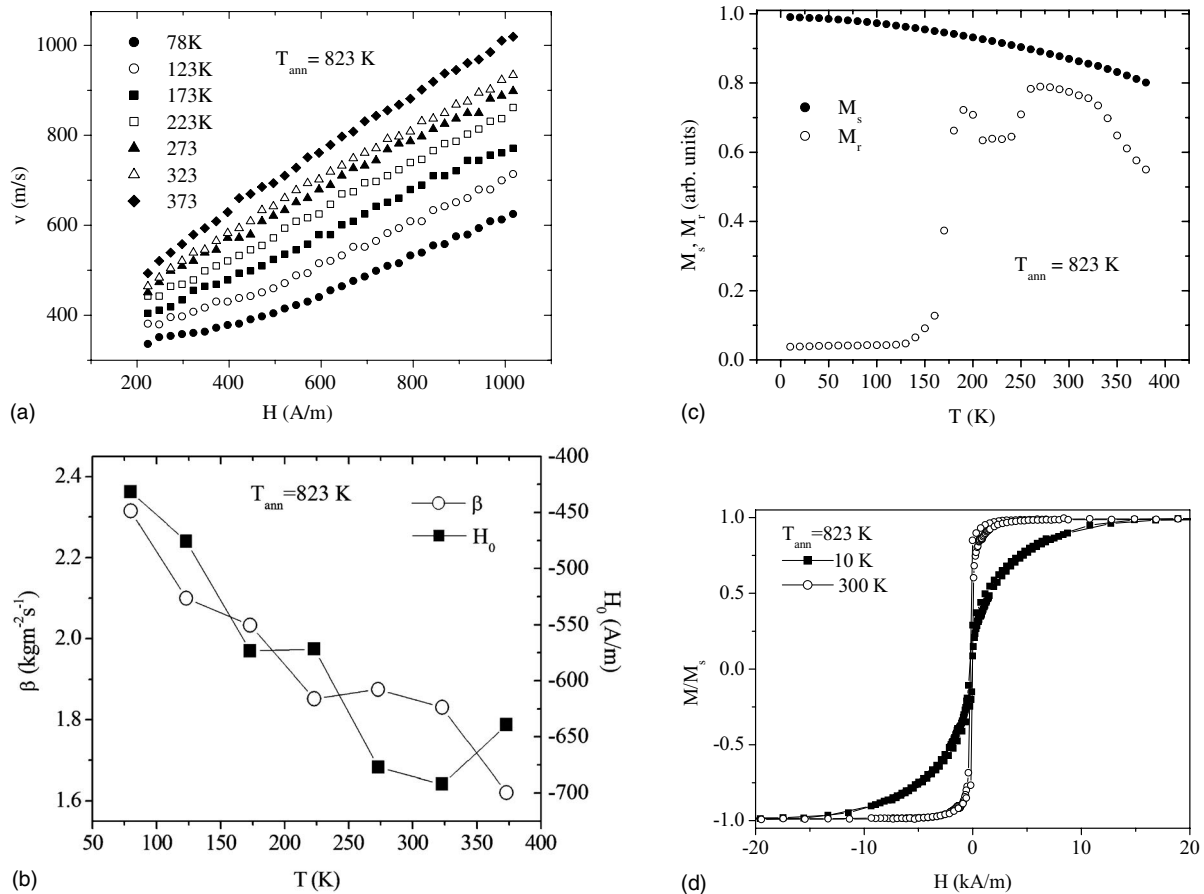 1000
800
600
400
v (m/s)
T_ann = 823 K
78K
123K
173K
223K
273
323
373
200 400 600 800 1000
H (A/m)
(a)
1.0
0.8
0.6
0.4
0.2
0.0
M_s, M_r (arb. units)
M_s
M_r
T_ann = 823 K
0 50 100 150 200 250 300 350 400
T (K)
(c)
2.4
2.2
2.0
1.8
1.6
β (kgm⁻²s⁻¹)
T_ann=823 K
β
H_0
-400
-450
-500
-550
-600
-650
-700
H_0 (A/m)
50 100 150 200 250 300 350 400
T (K)
(b)
1.0
0.5
0.0
-0.5
-1.0
M/M_s
T_ann=823 K
10 K
300 K
-20 -10 0 10 20
H (kA/m)
(d)